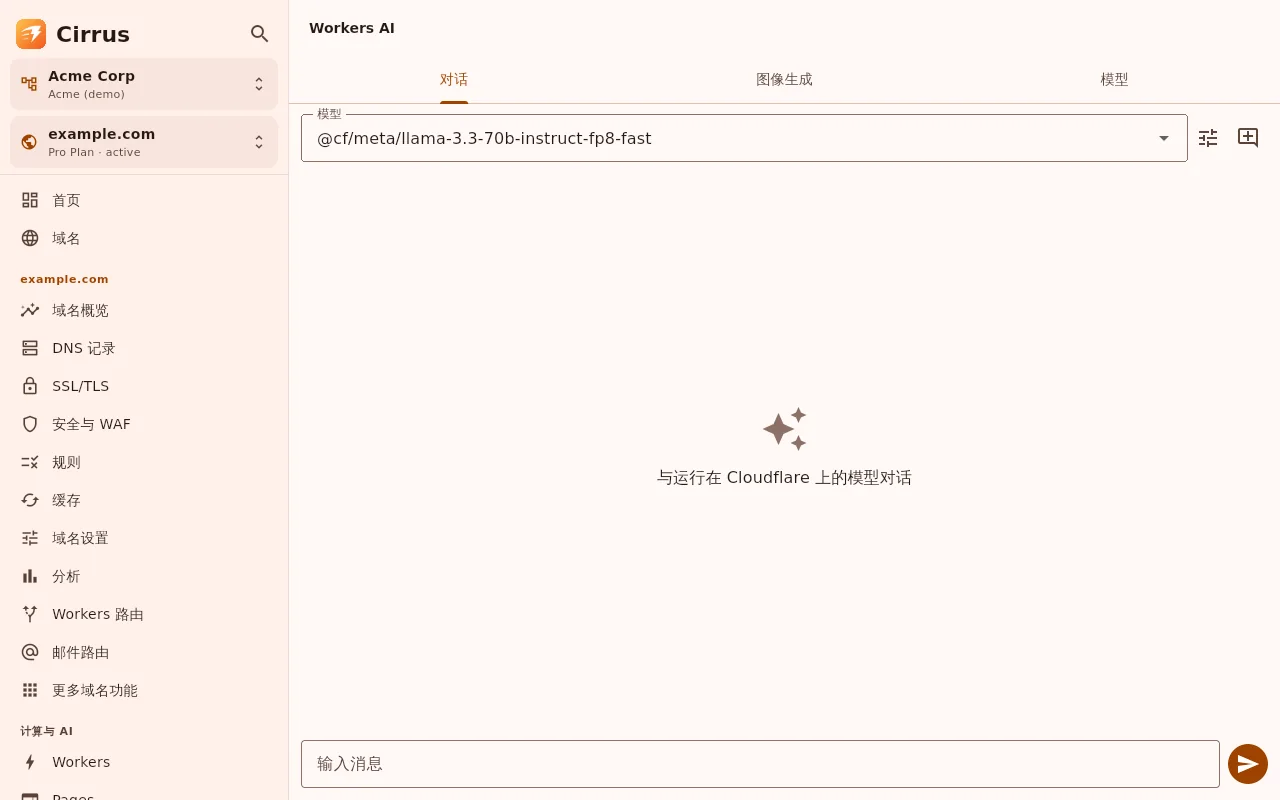 Cirrus
Acme Corp
Acme (demo)
example.com
Pro Plan · active
首页
域名
example.com
域名概览
DNS 记录
SSL/TLS
安全与 WAF
规则
缓存
域名设置
分析
Workers 路由
邮件路由
更多域名功能
计算与 AI
Workers
Pages
Workers AI
对话
图像生成
模型
模型
@cf/meta/llama-3.3-70b-instruct-fp8-fast
与运行在 Cloudflare 上的模型对话
输入消息